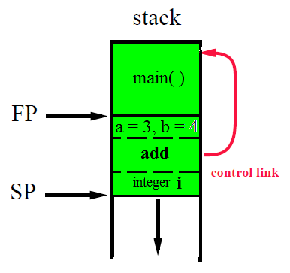 stack
main( )
FP
a = 3, b = 4
add
control link
SP
integer i